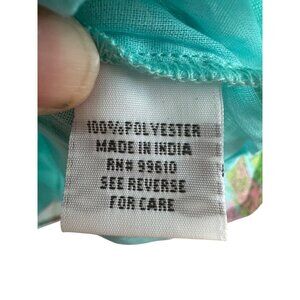 100%POLYESTER
MADE IN INDIA
RN# 99610
SEE REVERSE
FOR CARE